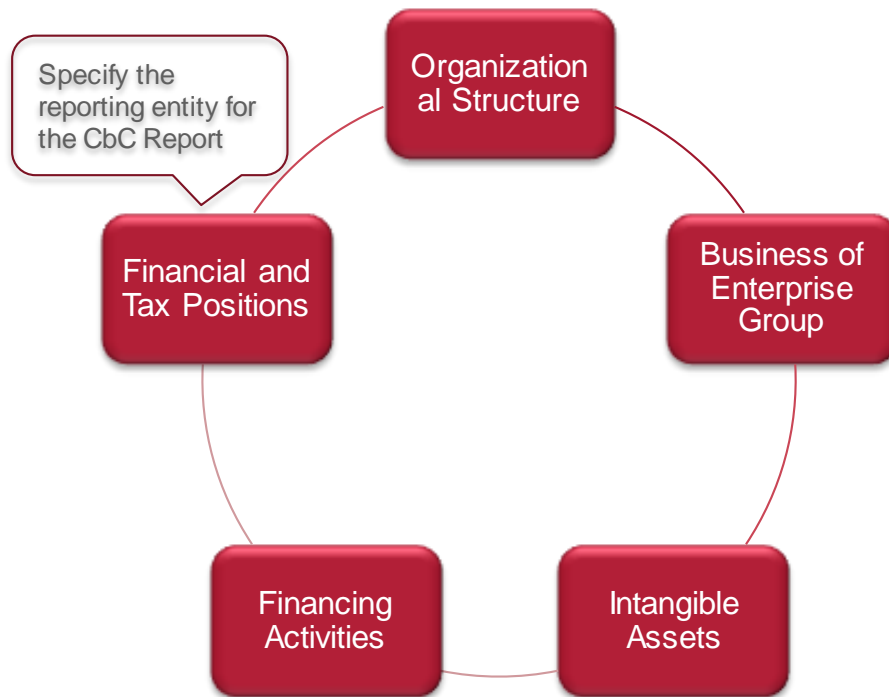 Organization
al Structure
Specify the
reporting entity for
the CbC Report
Financial and
Tax Positions
Business of
Enterprise
Group
Financing
Activities
Intangible
Assets